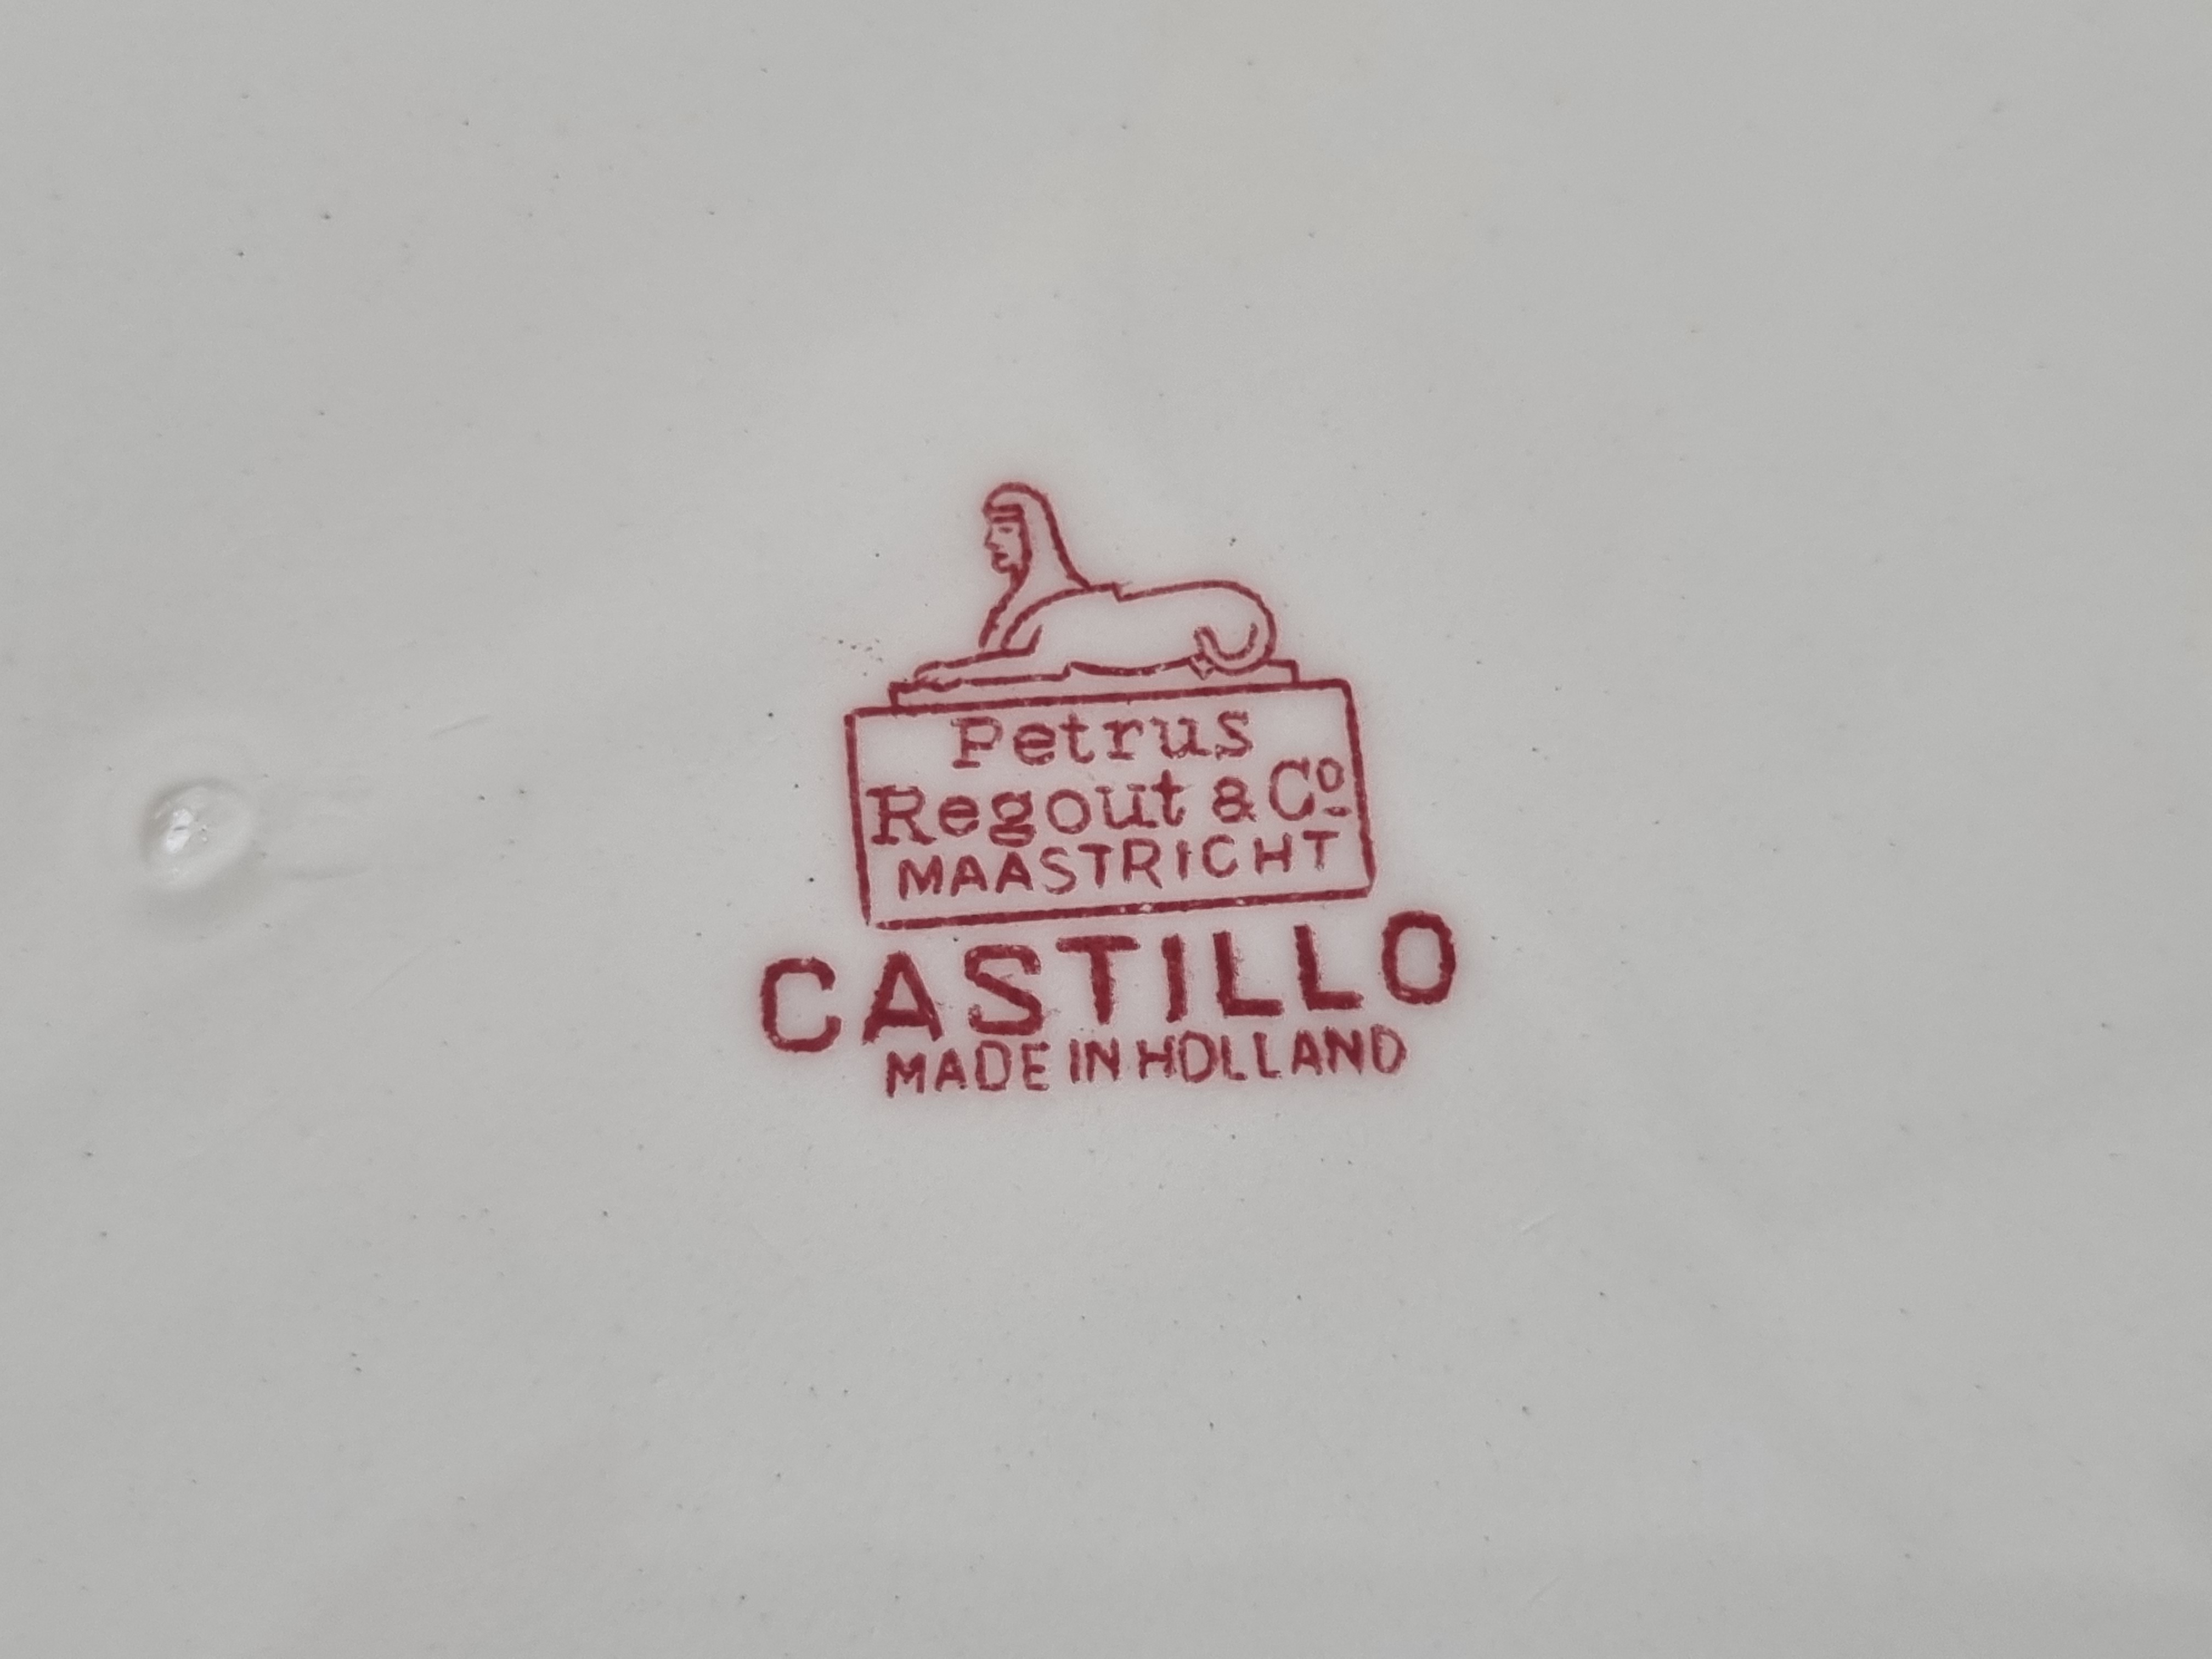 Petrus
Regout & Cº
MAASTRICHT
CASTILLO
MADE IN HOLLAND